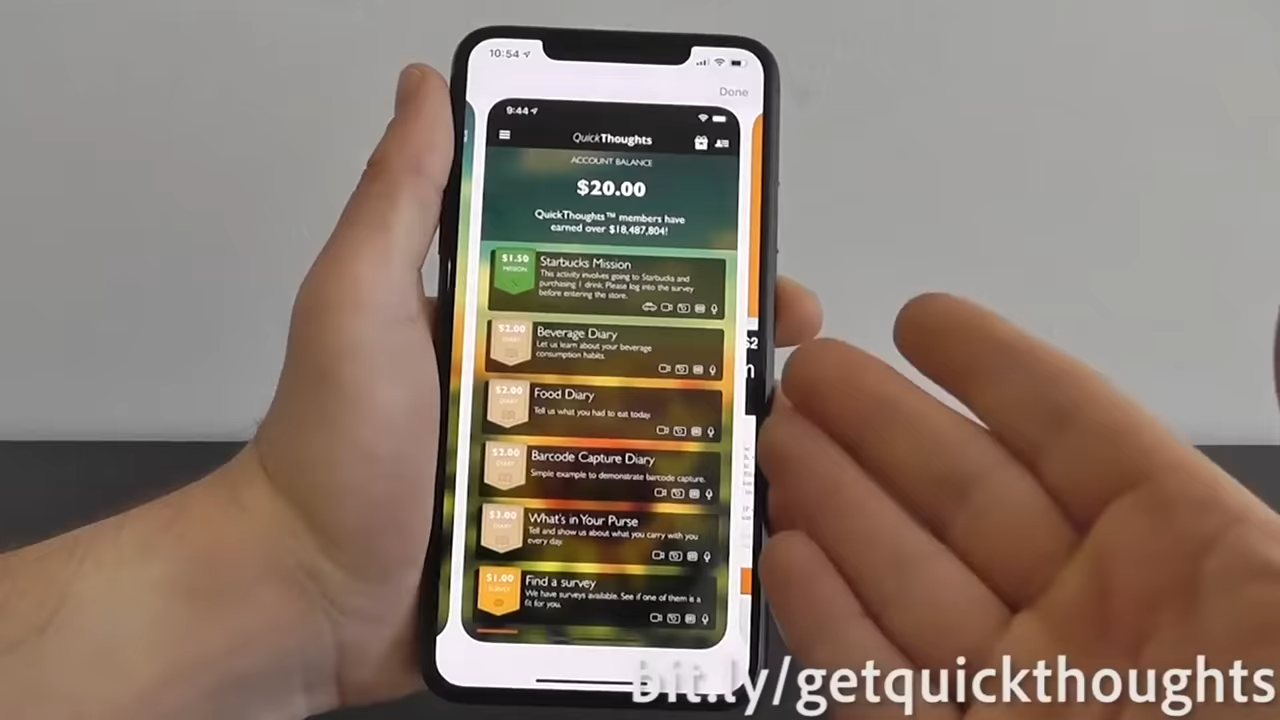 10:54
Done
9:44
QuickThoughts
ACCOUNT BALANCE
$20.00
QuickThoughts™ members have
earned over $18,487,804!
$1.50
MISSION
Starbucks Mission
This activity involves going to Starbucks and
purchasing 1 drink. Please log into the survey
before entering the store.
$2.00
DIARY
Beverage Diary
Let us learn about your beverage
consumption habits.
$2.00
DIARY
Food Diary
Tell us what you had to eat today.
$2.00
DIARY
Barcode Capture Diary
Simple example to demonstrate barcode capture.
$3.00
DIARY
What's in Your Purse
Tell and show us about what you carry with you
every day.
$1.00
SURVEY
Find a survey
We have surveys available. See if one of them is a
fit for you.
$2
bit.ly/getquickthoughts